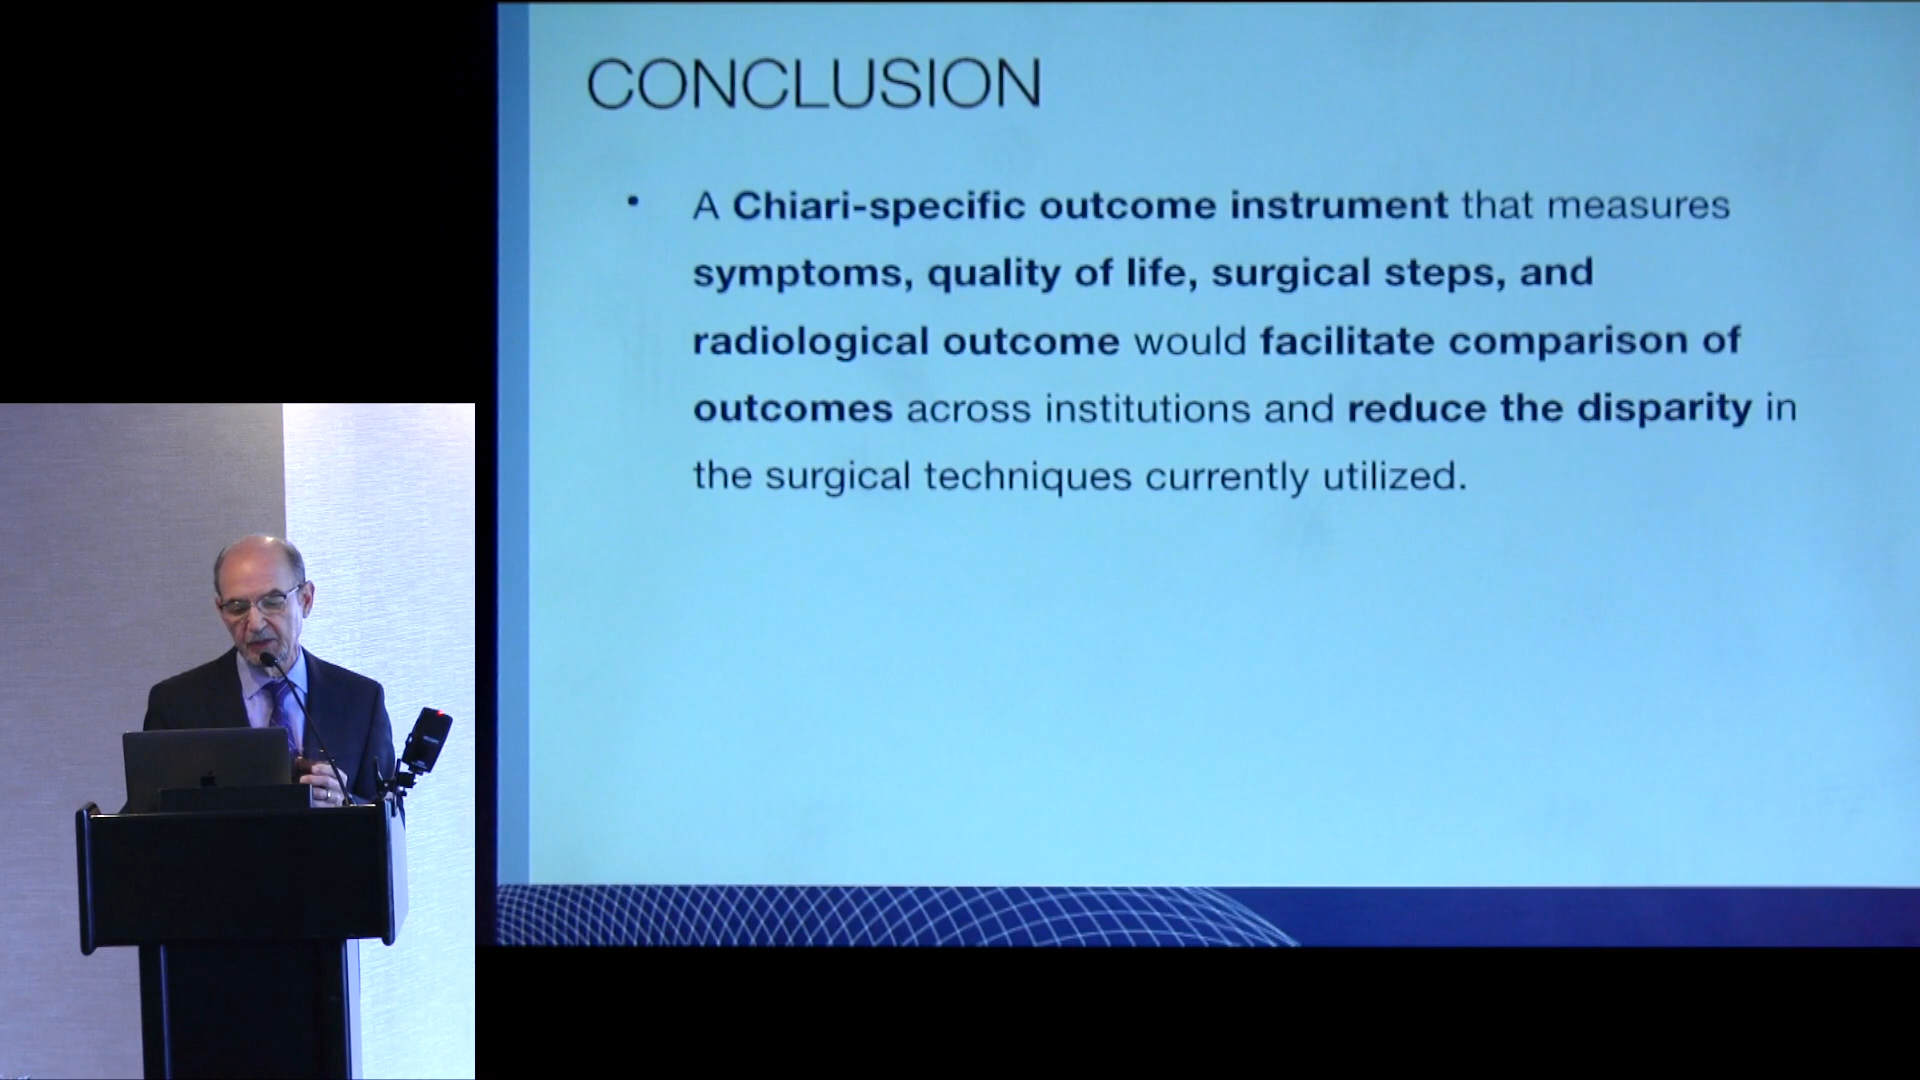 CONCLUSION
• A Chiari-specific outcome instrument that measures
symptoms, quality of life, surgical steps, and
radiological outcome would facilitate comparison of
outcomes across institutions and reduce the disparity in
the surgical techniques currently utilized.